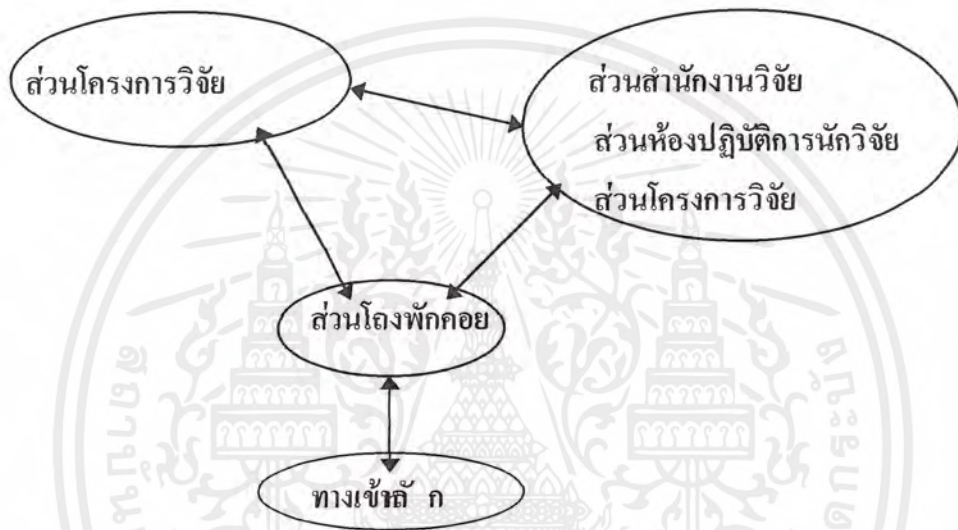 ส่วนโครงการวิจัย
ส่วนสำนักงานวิจัย
ส่วนห้องปฏิบัติการนักวิจัย
ส่วนโครงการวิจัย
ส่วนโถงพักคอย